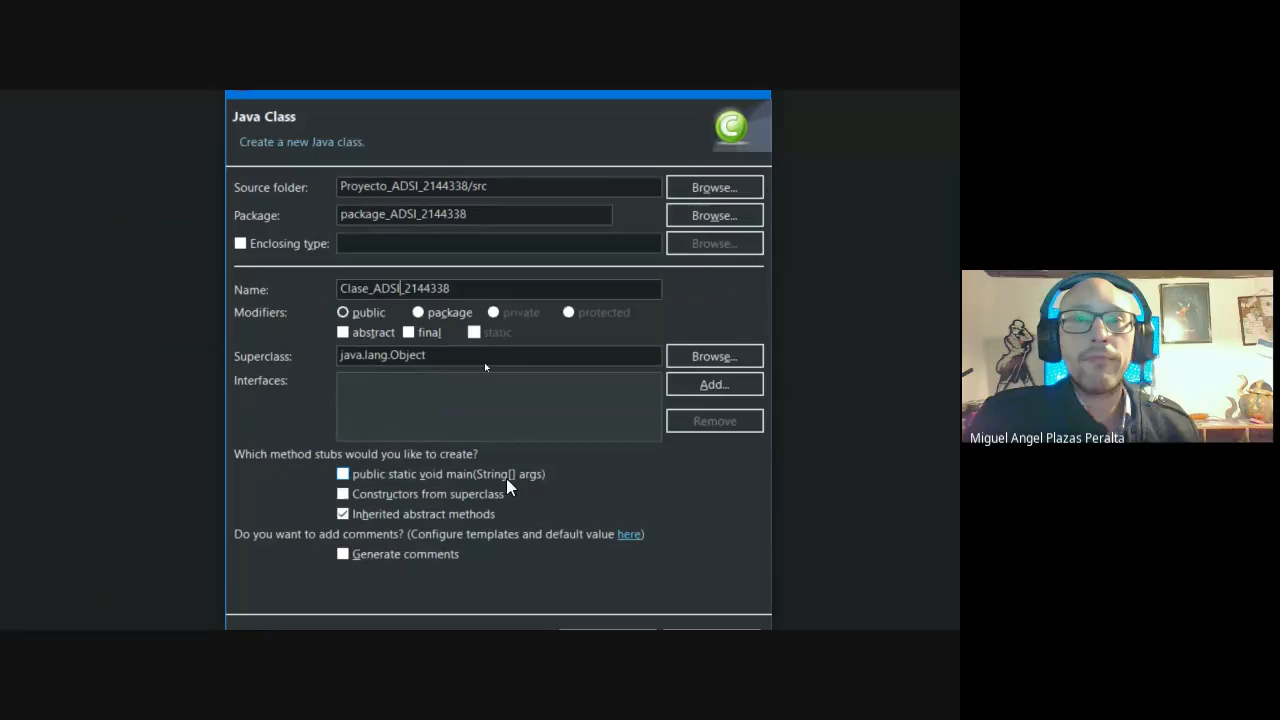 Java Class
Create a new Java class.
Source folder: Proyecto_ADSI_2144338/src Browse...
Package: package_ADSI_2144338 Browse...
Enclosing type: Browse...
Name: Clase_ADSI_2144338
Modifiers: public package private protected
abstract final static
Superclass: java.lang.Object Browse...
Interfaces: Add...
Remove
Which method stubs would you like to create?
public static void main(String[] args)
Constructors from superclass
Inherited abstract methods
Do you want to add comments? (Configure templates and default value here)
Generate comments
Miguel Angel Plazas Peralta